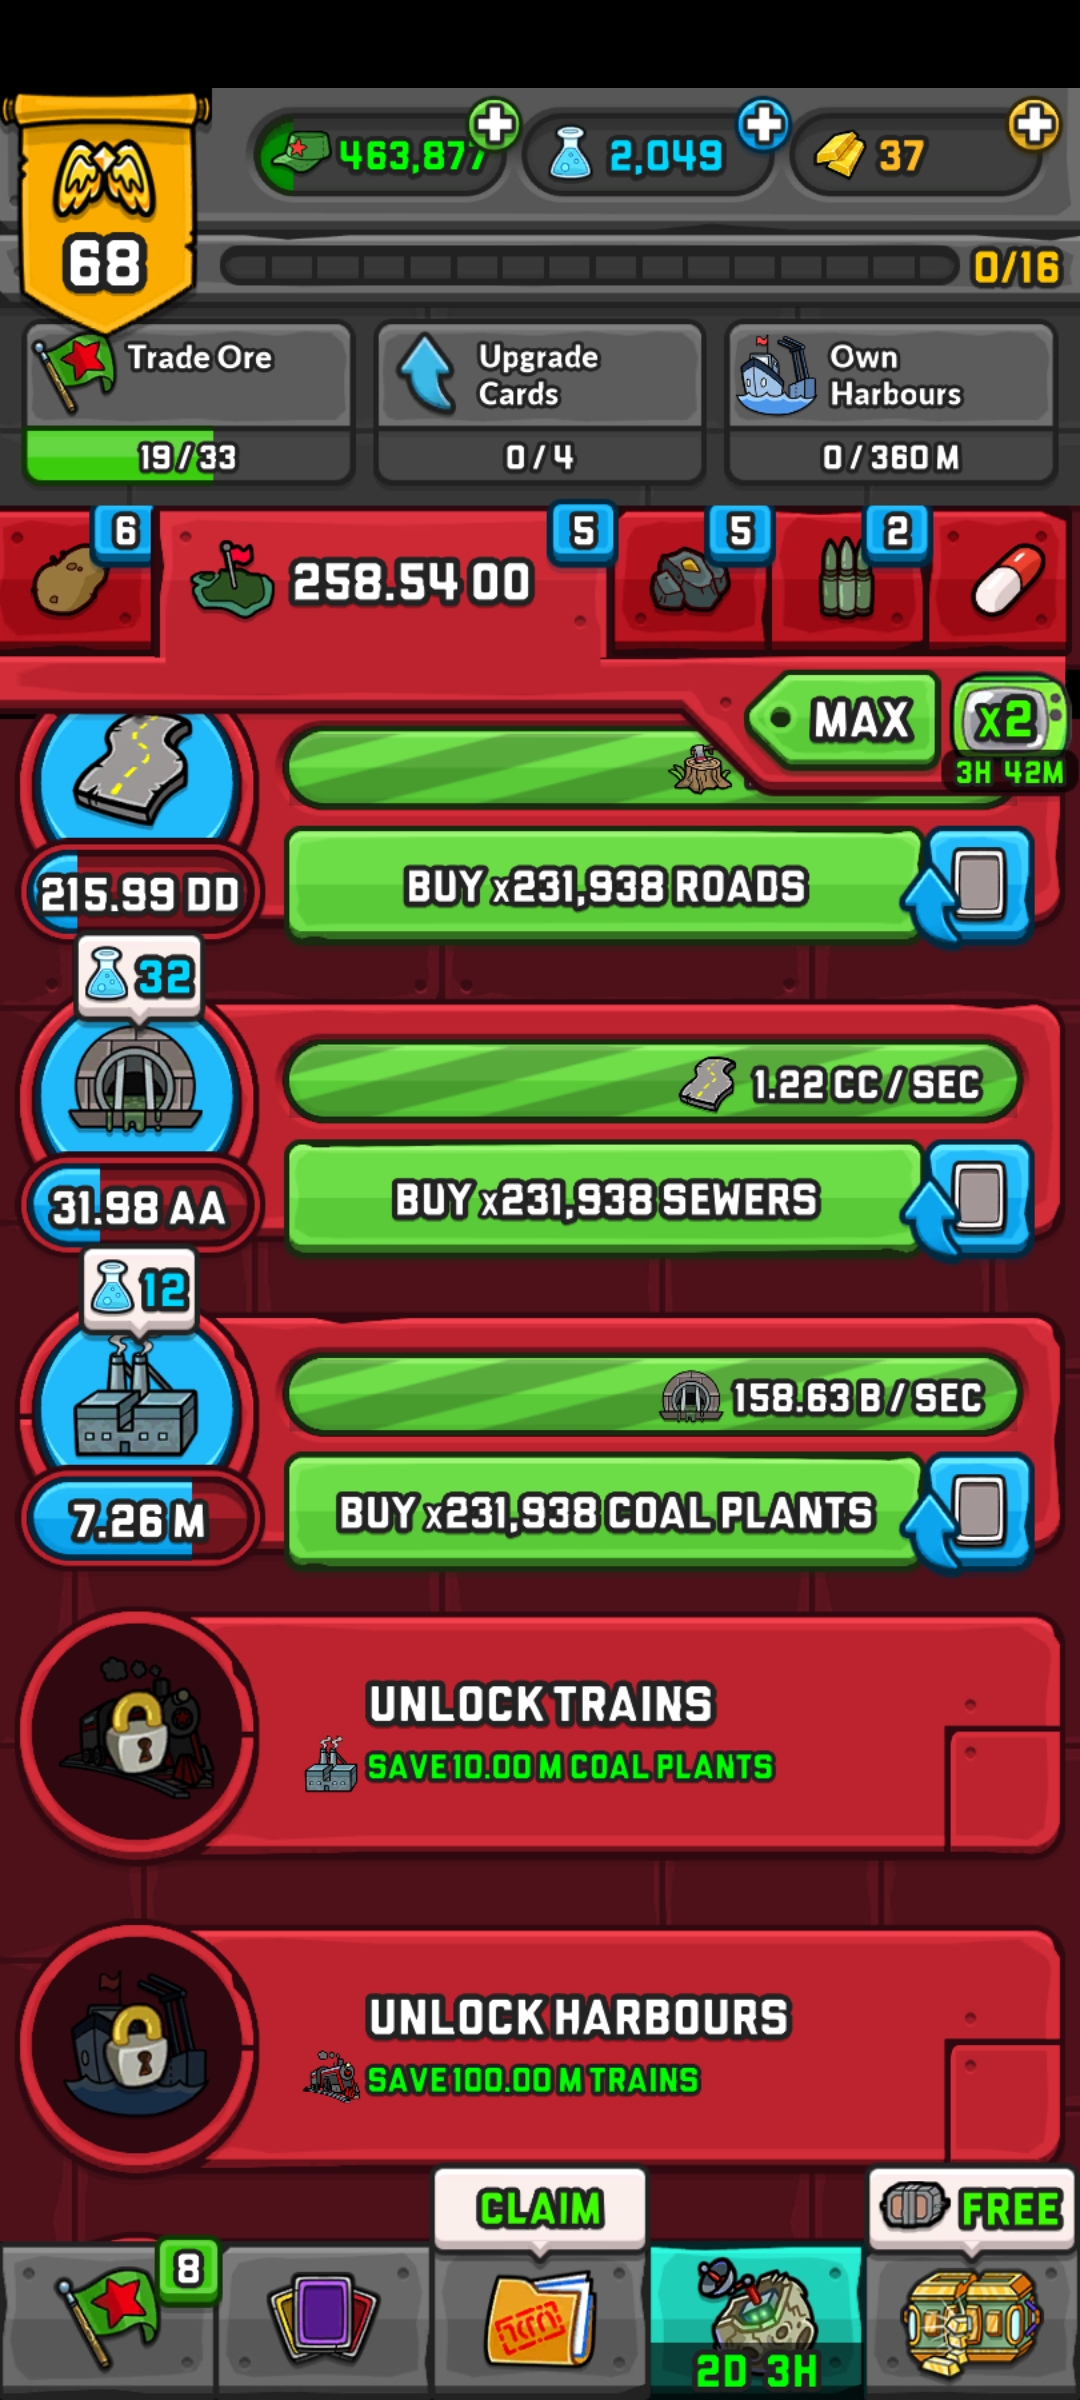 463,877
2,049
37
68
0/16
Trade Ore
19/33
Upgrade
Cards
0/4
Own
Harbours
0/360 M
6
258.54 OO
5
5
2
MAX
x2
3H 42M
BUY x231,938 ROADS
215.99 DD
32
1.22 CC / SEC
BUY x231,938 SEWERS
31.98 AA
12
158.63 B / SEC
BUY x231,938 COAL PLANTS
7.26 M
UNLOCK TRAINS
SAVE 10.00 M COAL PLANTS
UNLOCK HARBOURS
SAVE 100.00 M TRAINS
CLAIM
FREE
8
2D 3H